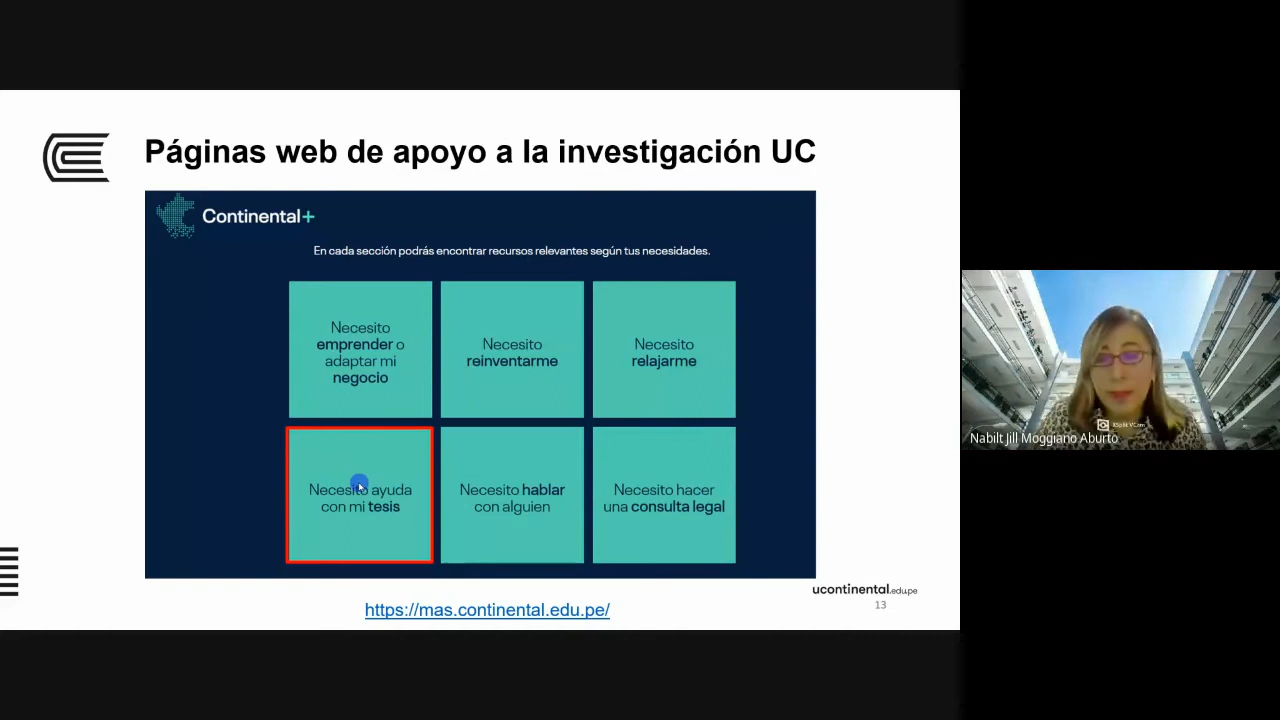 Páginas web de apoyo a la investigación UC
Continental+
En cada sección podrás encontrar recursos relevantes según tus necesidades.
Necesito
emprender o
adaptar mi
negocio
Necesito
reinventarme
Necesito
relajarme
Necesito ayuda
con mi tesis
Necesito hablar
con alguien
Necesito hacer
una consulta legal
ucontinental.edu.pe
13
https://mas.continental.edu.pe/
XSplit VCam
Nabilt Jill Moggiano Aburto